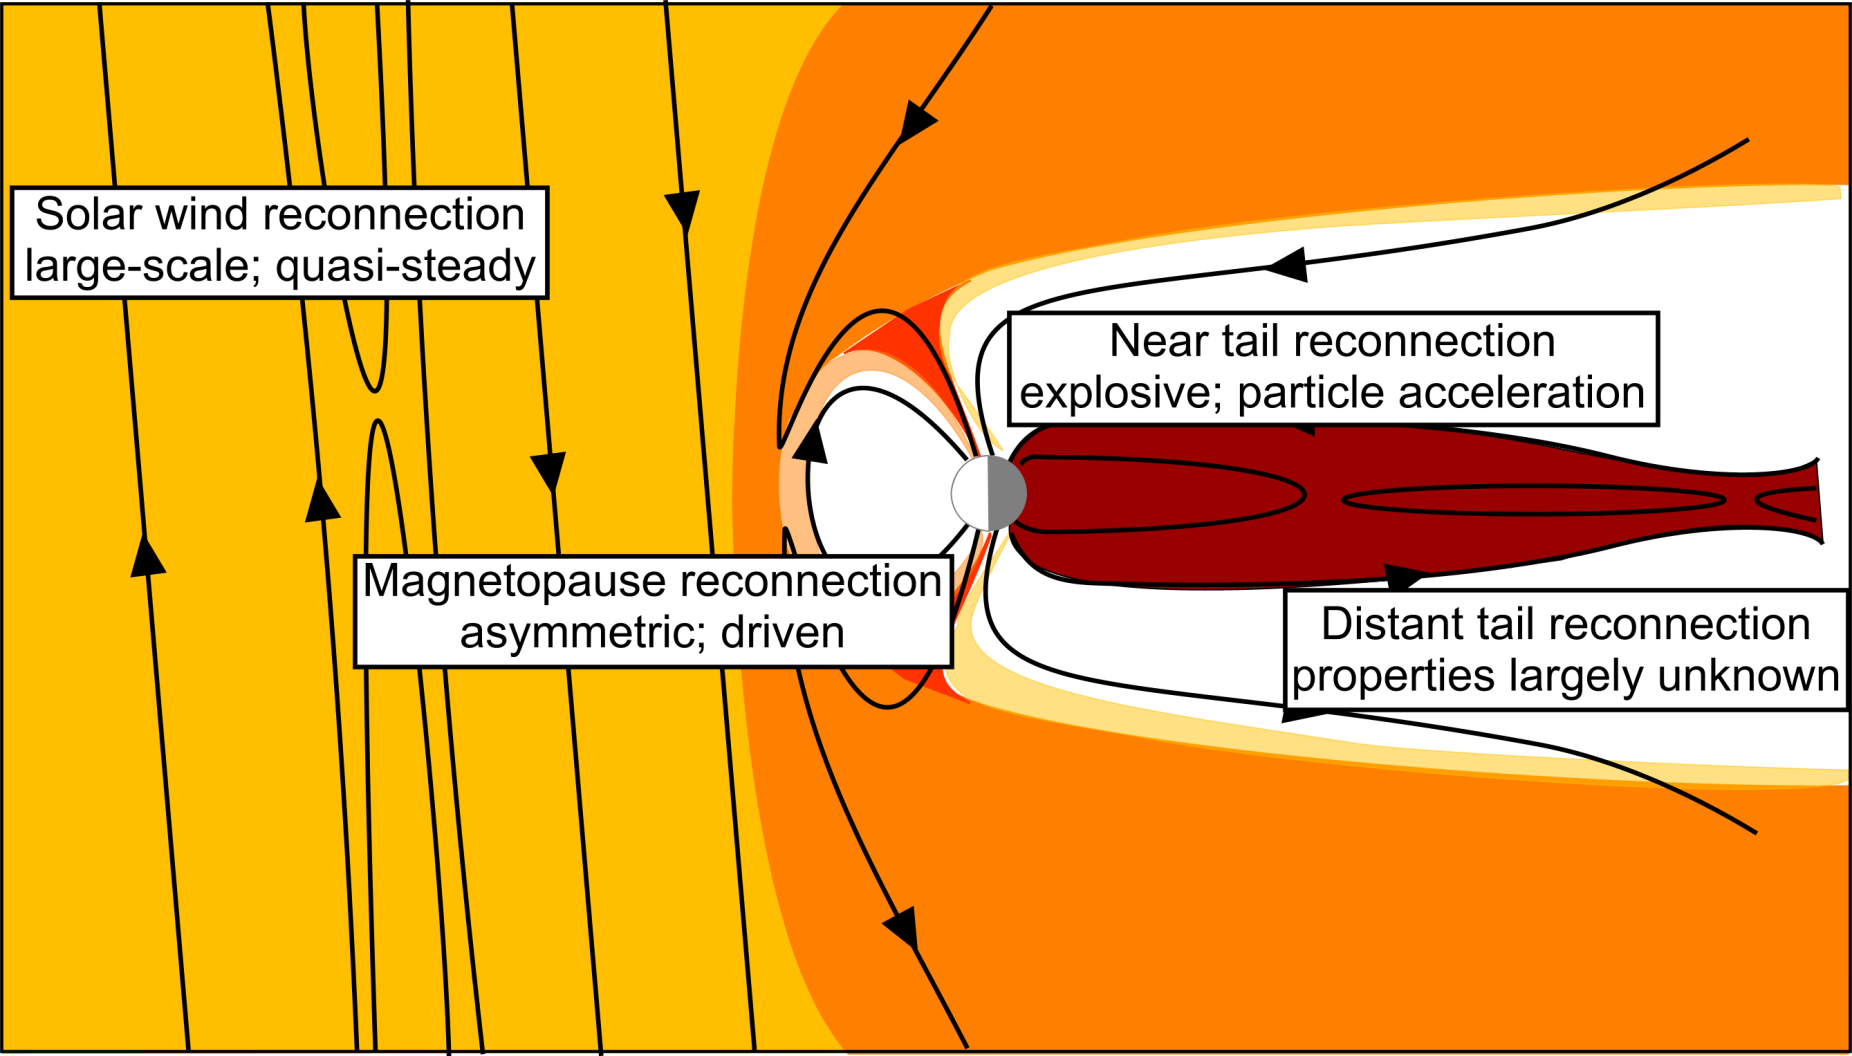 Solar wind reconnection
large-scale; quasi-steady
Near tail reconnection
explosive; particle acceleration
Magnetopause reconnection
asymmetric; driven
Distant tail reconnection
properties largely unknown